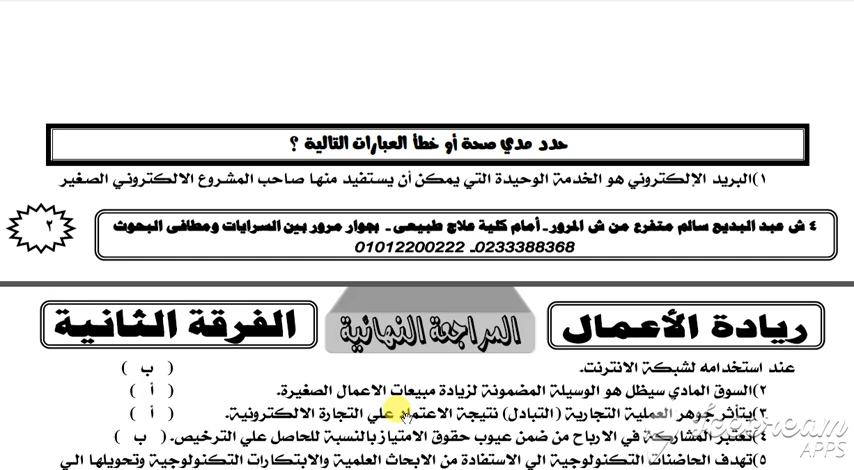 حدد مدي صحة أو خطأ العبارات التالية ؟
١)البريد الإلكتروني هو الخدمة الوحيدة التي يمكن أن يستفيد منها صاحب المشروع الالكتروني الصغير
٤ ش عبد البديع سالم متفرع من ش المرور - أمام كلية علاج طبيعى - بجوار مرور بين السرايات ومطافى البحوث
01012200222 -0233388368
٢
ريادة الأعمال المراجعة النهائية الفرقة الثانية
عند استخدامه لشبكة الانترنت. ( ب )
٢)السوق المادي سيظل هو الوسيلة المضمونة لزيادة مبيعات الاعمال الصغيرة. ( أ )
٣)يتأثر جوهر العملية التجارية (التبادل) نتيجة الاعتماد علي التجارة الالكترونية. ( أ )
٤)تعتبر المشاركة في الارباح من ضمن عيوب حقوق الامتياز بالنسبة للحاصل علي الترخيص. ( ب )
٥)تهدف الحاضنات التكنولوجية الي الاستفادة من الابحاث العلمية والابتكارات التكنولوجية وتحويلها الي
APPS